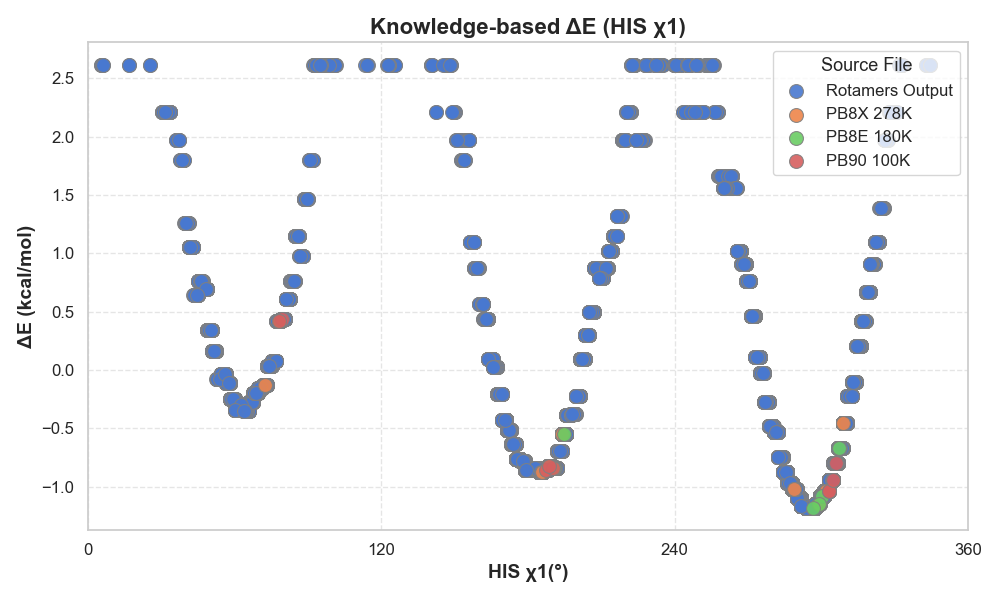 Knowledge-based ΔE (HIS χ1)
Source File
Rotamers Output
PB8X 278K
PB8E 180K
PB90 100K
ΔE (kcal/mol)
2.5
2.0
1.5
1.0
0.5
0.0
−0.5
−1.0
0
120
240
360
HIS χ1(°)